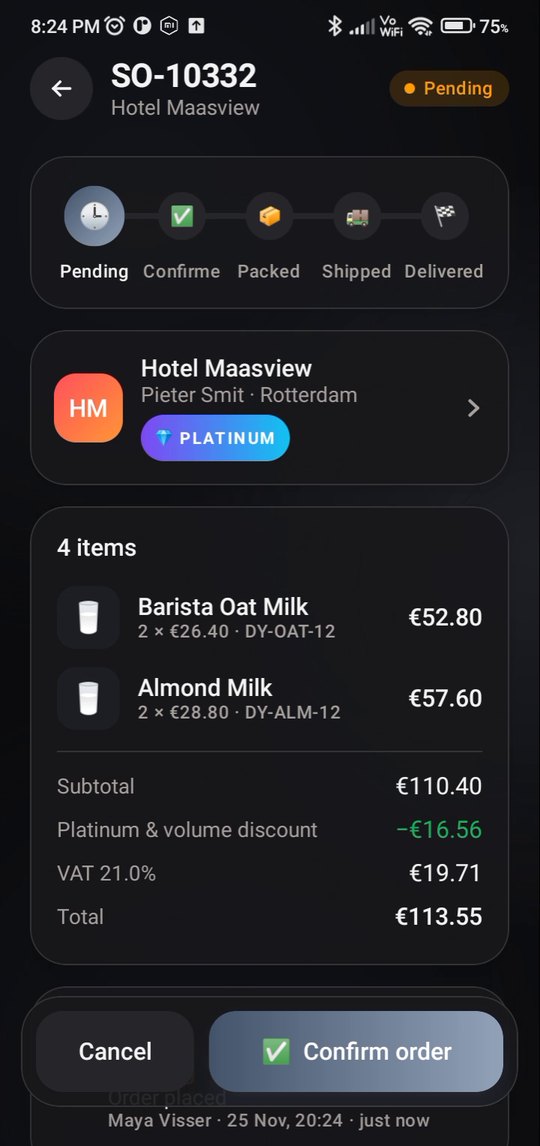 8:24 PM Vo WiFi 75%
SO-10332
Hotel Maasview
Pending
Pending Confirme Packed Shipped Delivered
HM
Hotel Maasview
Pieter Smit · Rotterdam
PLATINUM
4 items
Barista Oat Milk €52.80
2 × €26.40 · DY-OAT-12
Almond Milk €57.60
2 × €28.80 · DY-ALM-12
Subtotal €110.40
Platinum & volume discount −€16.56
VAT 21.0% €19.71
Total €113.55
Cancel Confirm order
Order placed
Maya Visser · 25 Nov, 20:24 · just now